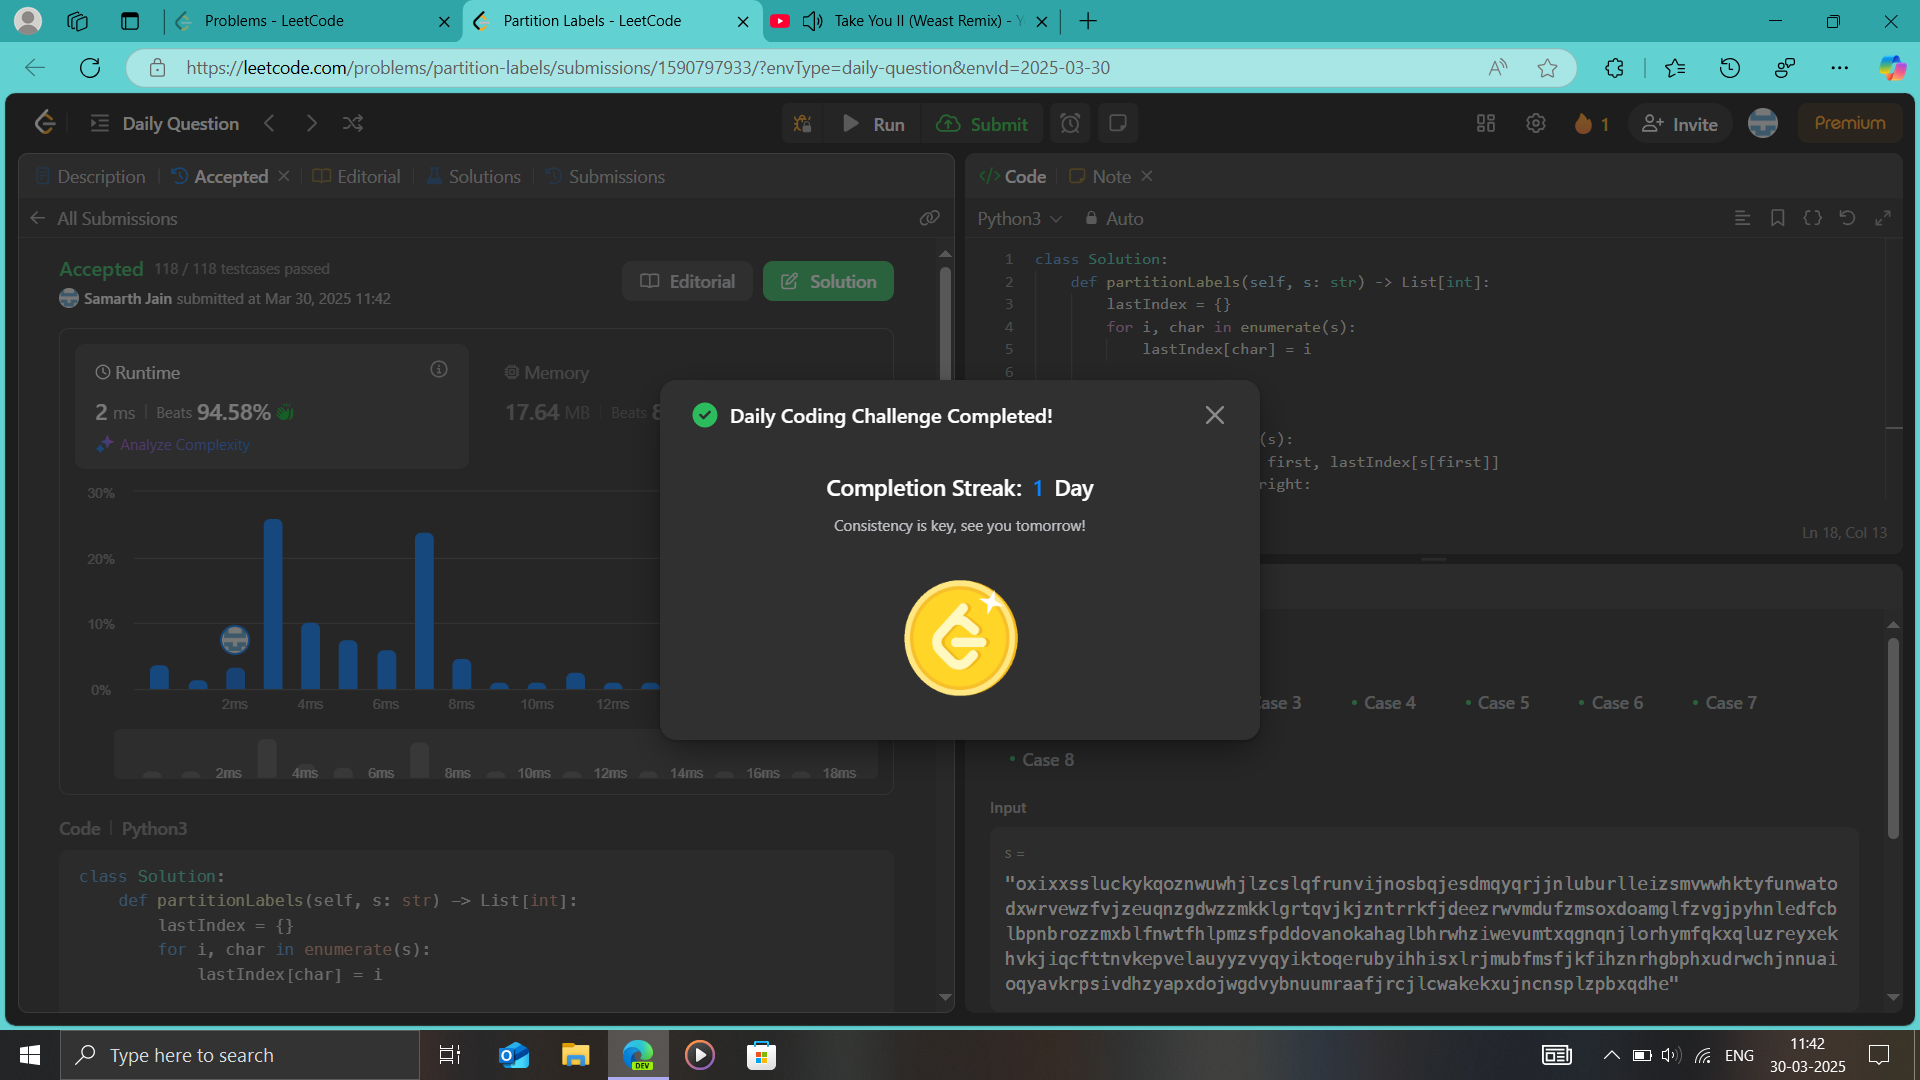 Problems - LeetCode
Partition Labels - LeetCode
Take You II (Weast Remix) - Y
https://leetcode.com/problems/partition-labels/submissions/1590797933/?envType=daily-question&envId=2025-03-30
Daily Question
Run
Submit
1
Invite
Premium
Description
Accepted
Editorial
Solutions
Submissions
All Submissions
Accepted 118 / 118 testcases passed
Samarth Jain submitted at Mar 30, 2025 11:42
Editorial
Solution
Runtime
2 ms
Beats 94.58%
Analyze Complexity
Memory
17.64 MB
Beats 8
30%
20%
10%
0%
2ms 4ms 6ms 8ms 10ms 12ms
2ms 4ms 6ms 8ms 10ms 12ms 14ms 16ms 18ms
Code
Python3
class Solution:
def partitionLabels(self, s: str) -> List[int]:
lastIndex = {}
for i, char in enumerate(s):
lastIndex[char] = i
Daily Coding Challenge Completed!
Completion Streak: 1 Day
Consistency is key, see you tomorrow!
Code
Note
Python3
Auto
1 class Solution:
2 def partitionLabels(self, s: str) -> List[int]:
3 lastIndex = {}
4 for i, char in enumerate(s):
5 lastIndex[char] = i
6
(s):
first, lastIndex[s[first]]
right:
Ln 18, Col 13
ase 3
Case 4
Case 5
Case 6
Case 7
Case 8
Input
s =
"oxixxssluckykqoznwuwhjlzcslqfrunvijnosbqjesdmqyqrjjnluburlleizsmvwwhktyfunwato
dxwrvewzfvjzeuqnzgdwzzmkklgrtqvjkjzntrrkfjdeezrwvmdufzmsoxdoamglfzvgjpyhnledfcb
lbpnbrozzmxblfnwtfhlpmzsfpddovanokahaglbhrwhziwevumtxqgnqnjlorhymfqkxqluzreyxek
hvkjiqcfttnvkepvelauyyzvyqyiktoqerubyihhisxlrjmubfmsfjkfihznrhgbphxudrwchjnnuai
oqyavkrpsivdhzyapxdojwgdvybnuumraafjrcjlcwakekxujncnsplzpbxqdhe"
Type here to search
DEV
ENG
11:42
30-03-2025